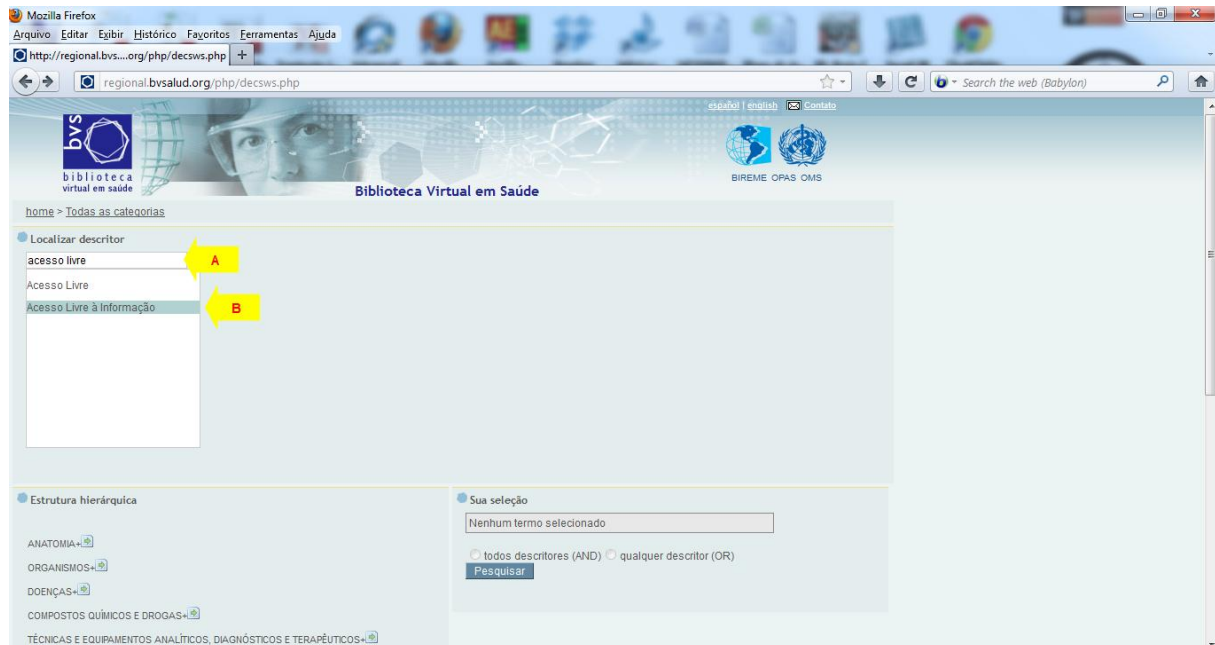 Mozilla Firefox
Arquivo Editar Exibir Histórico Favoritos Ferramentas Ajuda
http://regional.bvs....org/php/decsws.php +
regional.bvsalud.org/php/decsws.php
Search the web (Babylon)
español | english Contato
bvs
biblioteca
virtual em saúde
Biblioteca Virtual em Saúde
BIREME OPAS OMS
home > Todas as categorias
Localizar descritor
acesso livre
A
Acesso Livre
Acesso Livre à Informação
B
Estrutura hierárquica
ANATOMIA+
ORGANISMOS+
DOENÇAS+
COMPOSTOS QUÍMICOS E DROGAS+
TÉCNICAS E EQUIPAMENTOS ANALÍTICOS, DIAGNÓSTICOS E TERAPÊUTICOS+
Sua seleção
Nenhum termo selecionado
todos descritores (AND) qualquer descritor (OR)
Pesquisar